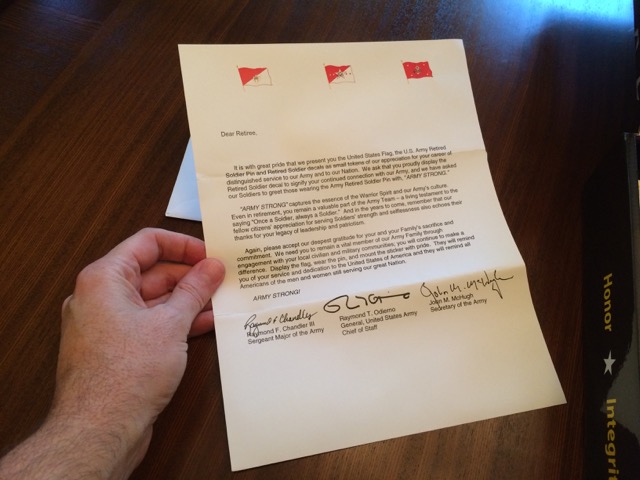 Dear Retiree,
It is with great pride that we present you the United States Flag, the U.S. Army Retired
Soldier Pin and Retired Soldier decals as small tokens of our appreciation for your career of
distinguished service to our Army and to our Nation. We ask that you proudly display the
Retired Soldier decal to signify your continued connection with our Army, and we have asked
our Soldiers to greet those wearing the Army Retired Soldier Pin with, "ARMY STRONG."
"ARMY STRONG" captures the essence of the Warrior Spirit and our Army's culture.
Even in retirement, you remain a valuable part of the Army Team – a living testament to the
saying "Once a Soldier, always a Soldier." And in the years to come, remember that our
fellow citizens' appreciation for serving Soldiers' strength and selflessness also echoes their
thanks for your legacy of leadership and patriotism.
Again, please accept our deepest gratitude for your and your Family's sacrifice and
commitment. We need you to remain a vital member of our Army Family through
engagement with your local civilian and military communities; you will continue to make a
difference. Display the flag, wear the pin, and mount the sticker with pride. They will remind
you of your service and dedication to the United States of America and they will remind all
Americans of the men and women still serving our great Nation.
ARMY STRONG!
Raymond F. Chandler
Raymond F. Chandler III
Sergeant Major of the Army
Raymond T. Odierno
General, United States Army
Chief of Staff
John M. McHugh
John M. McHugh
Secretary of the Army
Honor
Integrit